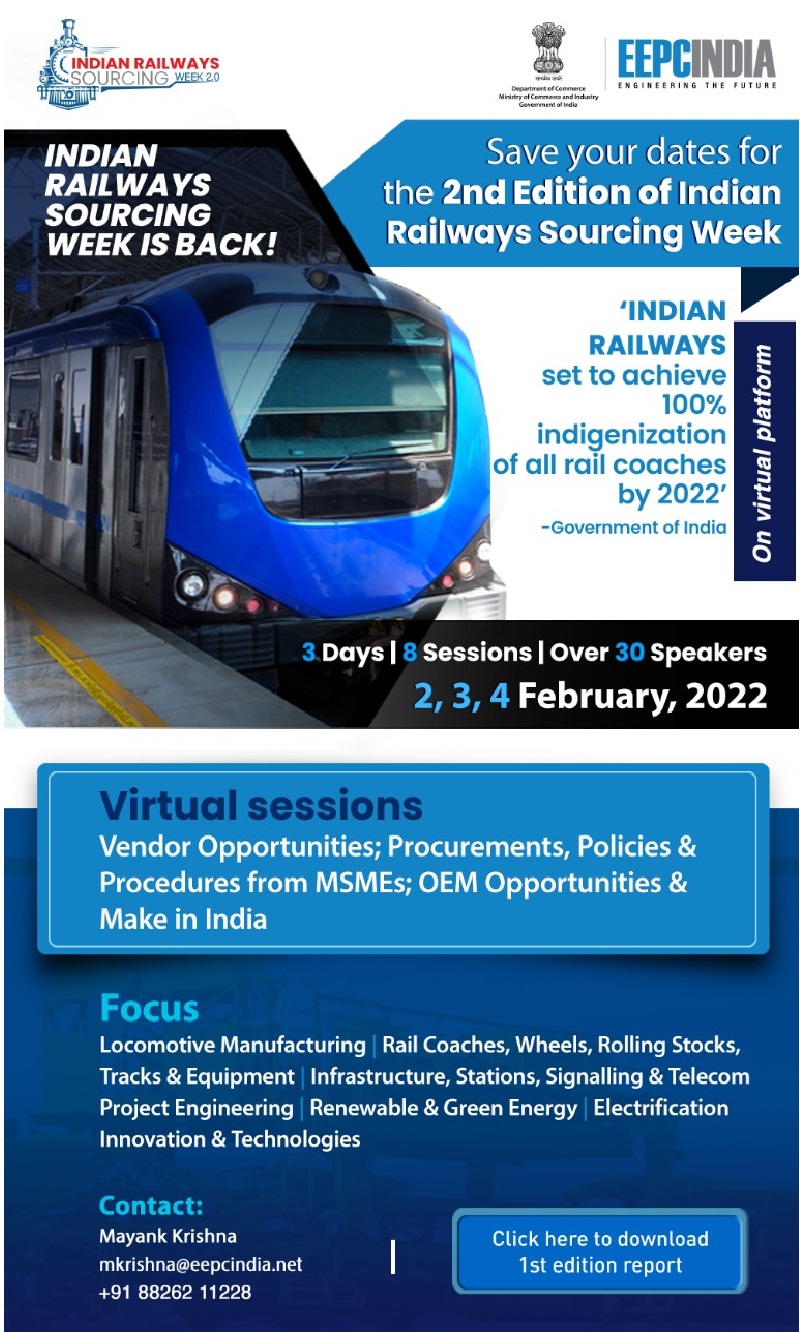 INDIAN RAILWAYS
SOURCING WEEK 2.0
सत्यमेव जयते
Department of Commerce
Ministry of Commerce and Industry
Government of India
EEPCINDIA
ENGINEERING THE FUTURE
INDIAN
RAILWAYS
SOURCING
WEEK IS BACK!
Save your dates for
the 2nd Edition of Indian
Railways Sourcing Week
‘INDIAN
RAILWAYS
set to achieve
100%
indigenization
of all rail coaches
by 2022’
-Government of India
On virtual platform
3 Days | 8 Sessions | Over 30 Speakers
2, 3, 4 February, 2022
Virtual sessions
Vendor Opportunities; Procurements, Policies &
Procedures from MSMEs; OEM Opportunities &
Make in India
Focus
Locomotive Manufacturing | Rail Coaches, Wheels, Rolling Stocks,
Tracks & Equipment | Infrastructure, Stations, Signalling & Telecom
Project Engineering | Renewable & Green Energy | Electrification
Innovation & Technologies
Contact:
Mayank Krishna
mkrishna@eepcindia.net
+91 88262 11228
Click here to download
1st edition report